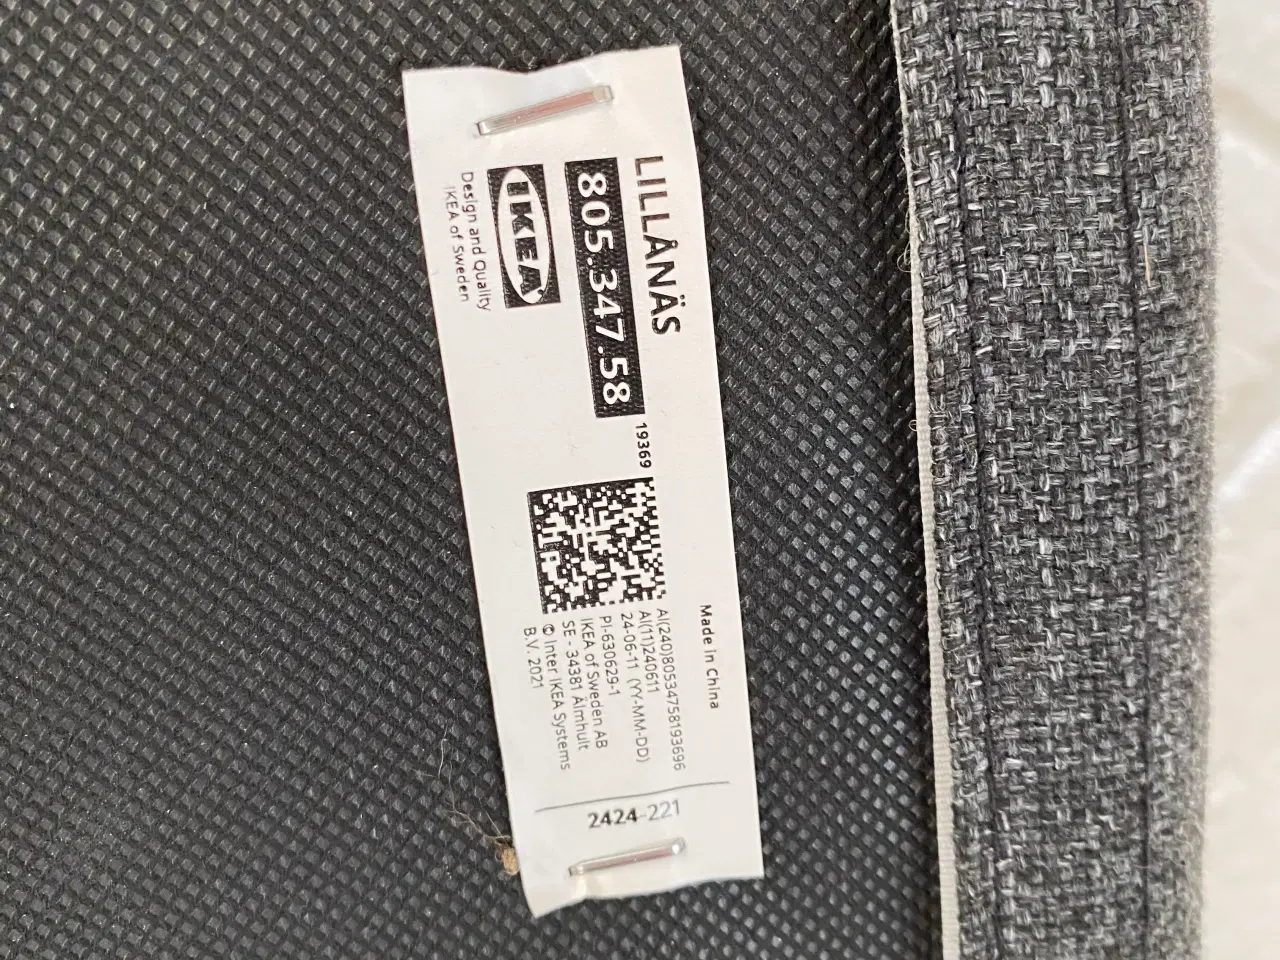 LILLÅNÄS
805.347.58
19369
IKEA
Design and Quality
IKEA of Sweden
Made in China
AI(240)8053475819​3696
AI(11)240611
24-06-11 (YY-MM-DD)
PI-630629-1
IKEA of Sweden AB
SE - 34381 Älmhult
© Inter IKEA Systems
B.V. 2021
2424-221